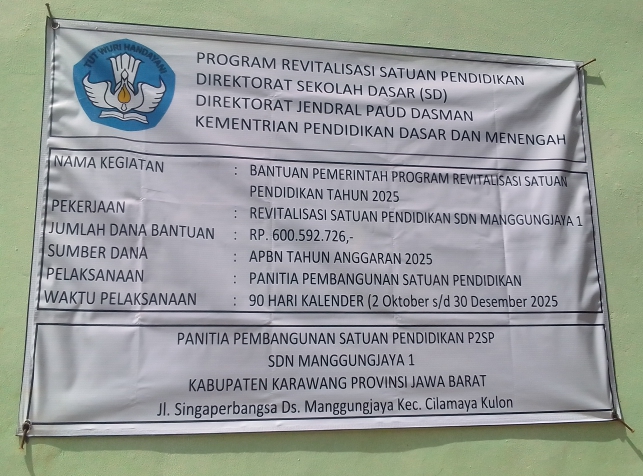 TUT WURI HANDAYANI
PROGRAM REVITALISASI SATUAN PENDIDIKAN
DIREKTORAT SEKOLAH DASAR (SD)
DIREKTORAT JENDRAL PAUD DASMAN
KEMENTRIAN PENDIDIKAN DASAR DAN MENENGAH
NAMA KEGIATAN : BANTUAN PEMERINTAH PROGRAM REVITALISASI SATUAN
PENDIDIKAN TAHUN 2025
PEKERJAAN : REVITALISASI SATUAN PENDIDIKAN SDN MANGGUNGJAYA 1
JUMLAH DANA BANTUAN : RP. 600.592.726,-
SUMBER DANA : APBN TAHUN ANGGARAN 2025
PELAKSANAAN : PANITIA PEMBANGUNAN SATUAN PENDIDIKAN
WAKTU PELAKSANAAN : 90 HARI KALENDER (2 Oktober s/d 30 Desember 2025
PANITIA PEMBANGUNAN SATUAN PENDIDIKAN P2SP
SDN MANGGUNGJAYA 1
KABUPATEN KARAWANG PROVINSI JAWA BARAT
Jl. Singaperbangsa Ds. Manggungjaya Kec. Cilamaya Kulon